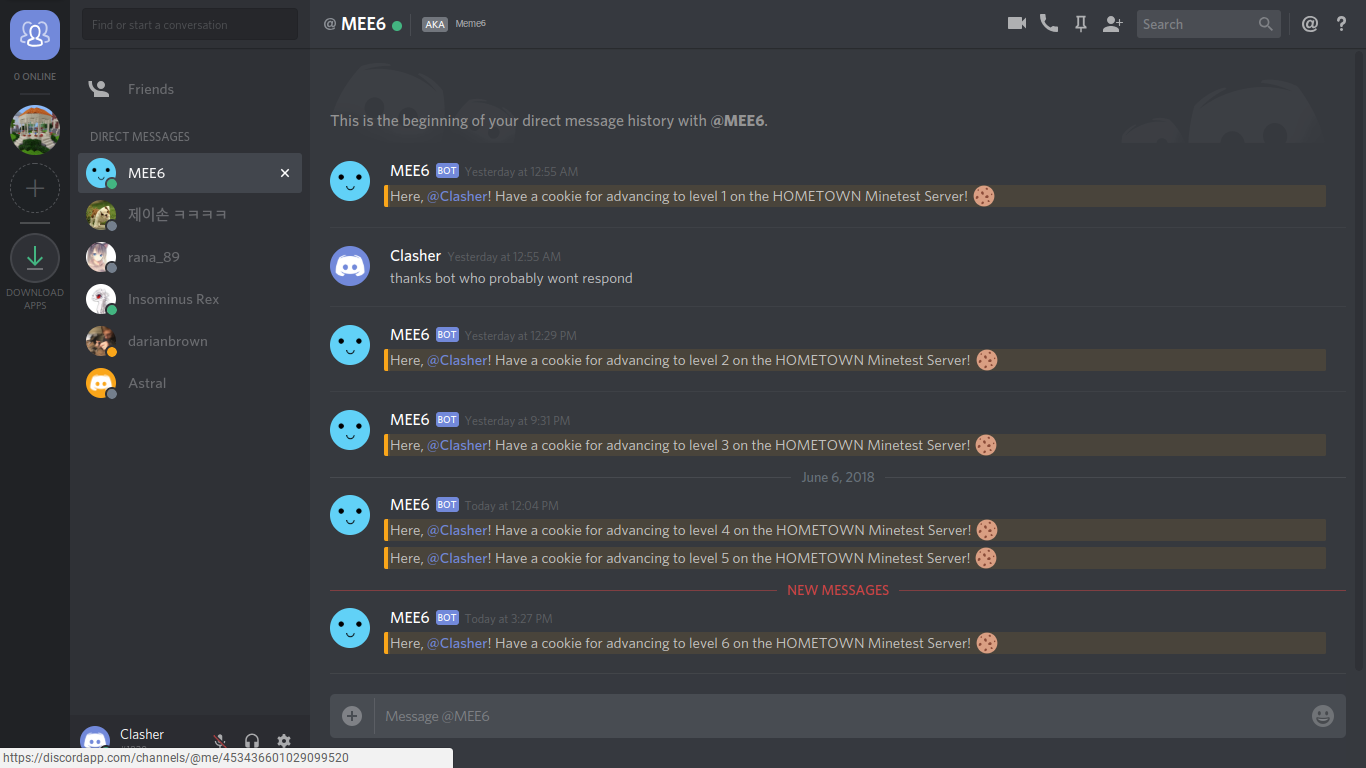 Find or start a conversation
@ MEE6 AKA Meme6
Search
0 ONLINE
Friends
DIRECT MESSAGES
MEE6
제이손 ㅋㅋㅋㅋ
rana_89
Insominus Rex
darianbrown
Astral
DOWNLOAD
APPS
This is the beginning of your direct message history with @MEE6.
MEE6 BOT Yesterday at 12:55 AM
Here, @Clasher! Have a cookie for advancing to level 1 on the HOMETOWN Minetest Server!
Clasher Yesterday at 12:55 AM
thanks bot who probably wont respond
MEE6 BOT Yesterday at 12:29 PM
Here, @Clasher! Have a cookie for advancing to level 2 on the HOMETOWN Minetest Server!
MEE6 BOT Yesterday at 9:31 PM
Here, @Clasher! Have a cookie for advancing to level 3 on the HOMETOWN Minetest Server!
June 6, 2018
MEE6 BOT Today at 12:04 PM
Here, @Clasher! Have a cookie for advancing to level 4 on the HOMETOWN Minetest Server!
Here, @Clasher! Have a cookie for advancing to level 5 on the HOMETOWN Minetest Server!
NEW MESSAGES
MEE6 BOT Today at 3:27 PM
Here, @Clasher! Have a cookie for advancing to level 6 on the HOMETOWN Minetest Server!
Message @MEE6
Clasher
https://discordapp.com/channels/@me/453436601029099520